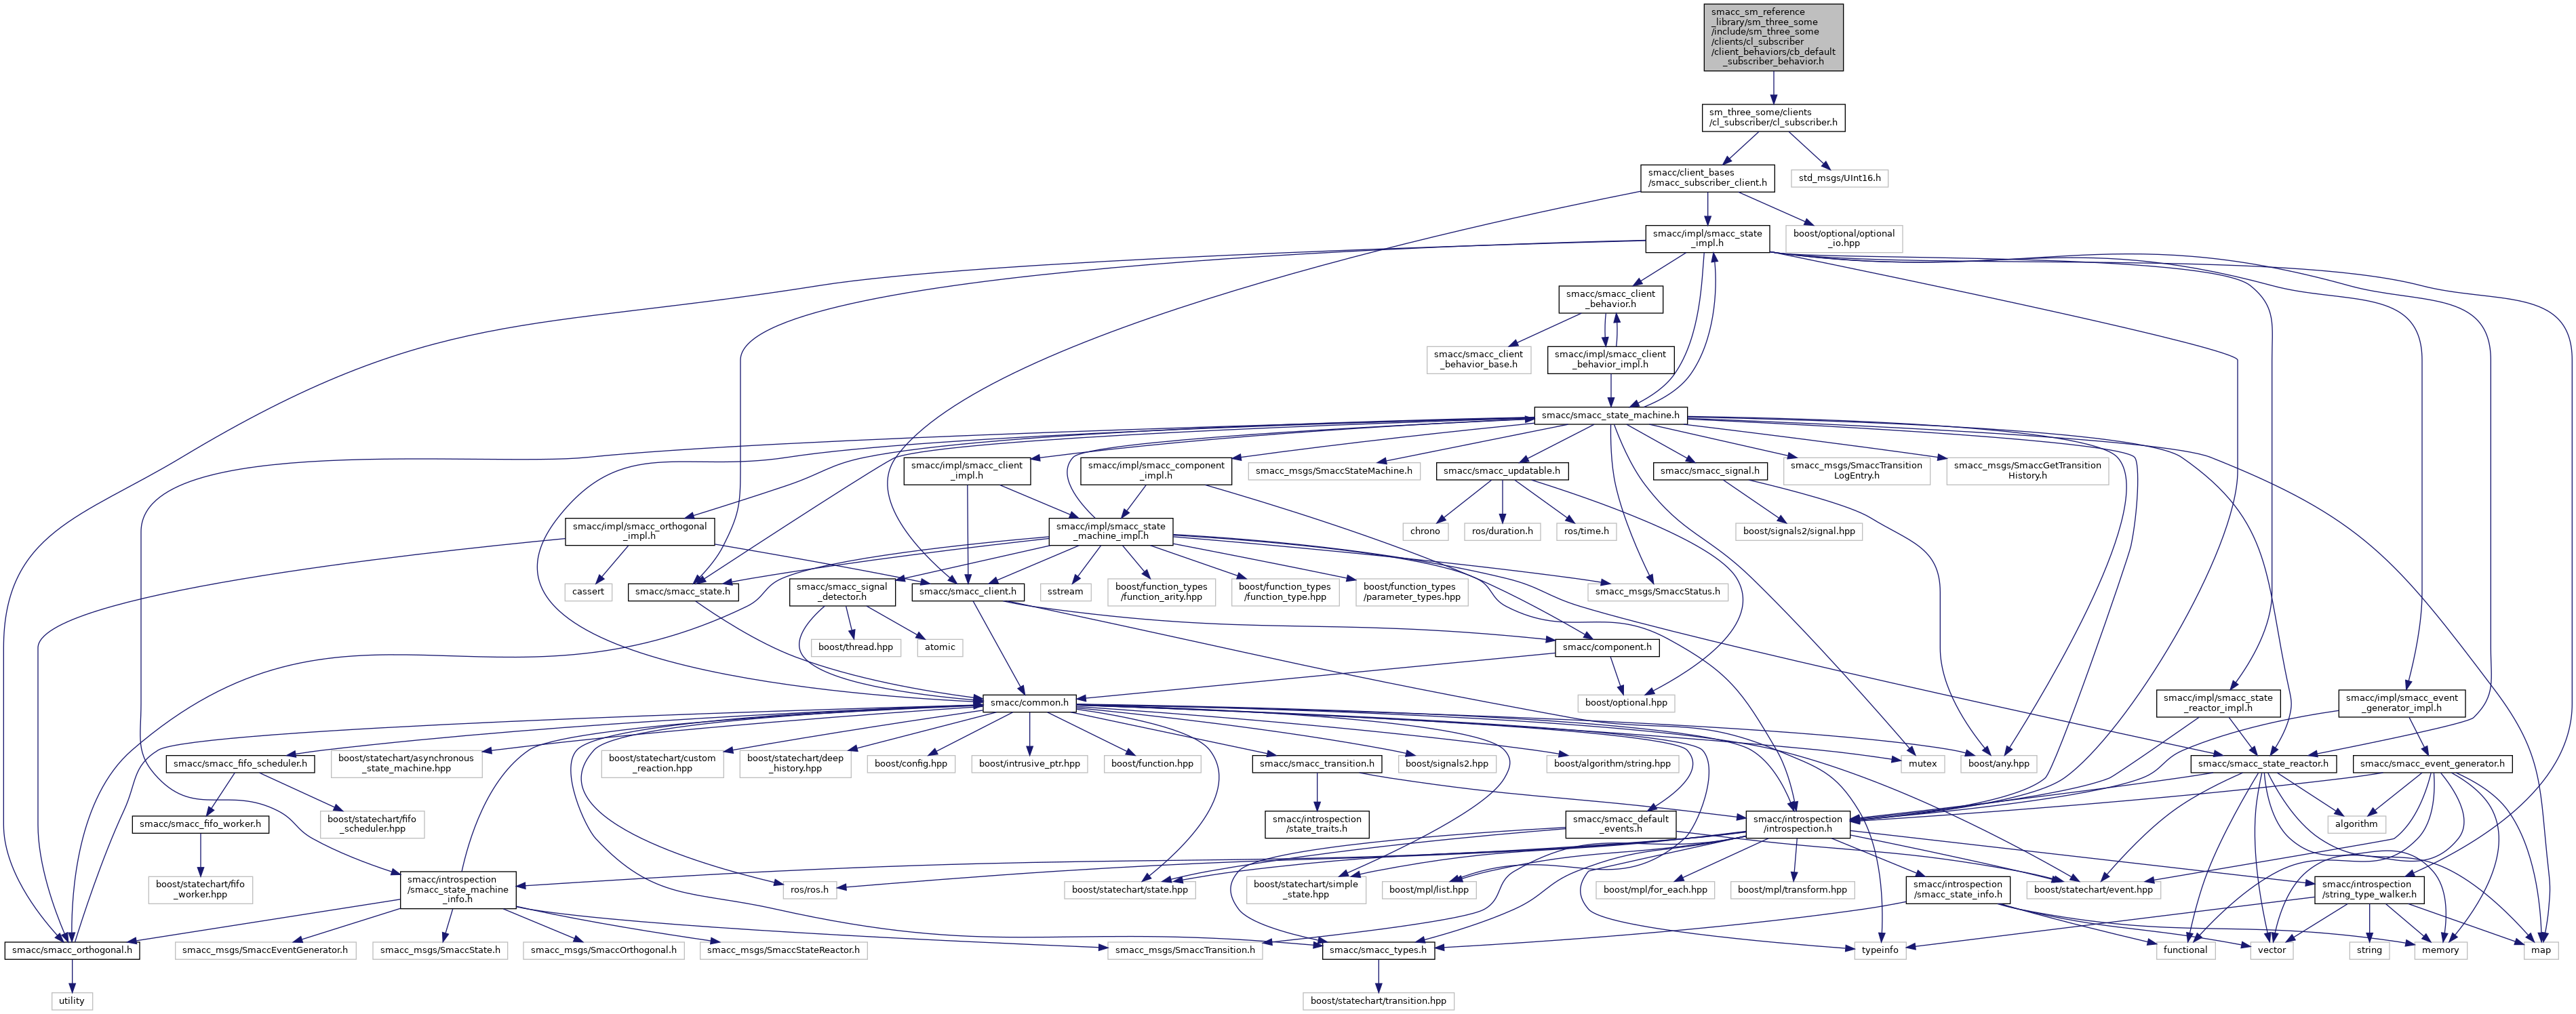 smacc_sm_reference
_library/sm_three_some
/include/sm_three_some
/clients/cl_subscriber
/client_behaviors/cb_default
_subscriber_behavior.h
sm_three_some/clients
/cl_subscriber/cl_subscriber.h
smacc/client_bases
/smacc_subscriber_client.h
std_msgs/UInt16.h
smacc/impl/smacc_state
_impl.h
boost/optional/optional
_io.hpp
smacc/smacc_client
_behavior.h
smacc/smacc_client
_behavior_base.h
smacc/impl/smacc_client
_behavior_impl.h
smacc/smacc_state_machine.h
smacc/impl/smacc_client
_impl.h
smacc/impl/smacc_component
_impl.h
smacc_msgs/SmaccStateMachine.h
smacc/smacc_updatable.h
smacc/smacc_signal.h
smacc_msgs/SmaccTransition
LogEntry.h
smacc_msgs/SmaccGetTransition
History.h
smacc/impl/smacc_orthogonal
_impl.h
smacc/impl/smacc_state
_machine_impl.h
chrono
ros/duration.h
ros/time.h
boost/signals2/signal.hpp
cassert
smacc/smacc_state.h
smacc/smacc_signal
_detector.h
smacc/smacc_client.h
sstream
boost/function_types
/function_arity.hpp
boost/function_types
/function_type.hpp
boost/function_types
/parameter_types.hpp
smacc_msgs/SmaccStatus.h
boost/thread.hpp
atomic
smacc/component.h
smacc/common.h
boost/optional.hpp
smacc/impl/smacc_state
_reactor_impl.h
smacc/impl/smacc_event
_generator_impl.h
smacc/smacc_fifo_scheduler.h
boost/statechart/asynchronous
_state_machine.hpp
boost/statechart/custom
_reaction.hpp
boost/statechart/deep
_history.hpp
boost/config.hpp
boost/intrusive_ptr.hpp
boost/function.hpp
smacc/smacc_transition.h
boost/signals2.hpp
boost/algorithm/string.hpp
mutex
boost/any.hpp
smacc/smacc_state_reactor.h
smacc/smacc_event_generator.h
smacc/smacc_fifo_worker.h
boost/statechart/fifo
_scheduler.hpp
smacc/introspection
/state_traits.h
smacc/smacc_default
_events.h
smacc/introspection
/introspection.h
algorithm
boost/statechart/fifo
_worker.hpp
smacc/introspection
/smacc_state_machine
_info.h
ros/ros.h
boost/statechart/state.hpp
boost/statechart/simple
_state.hpp
boost/mpl/list.hpp
boost/mpl/for_each.hpp
boost/mpl/transform.hpp
smacc/introspection
/smacc_state_info.h
boost/statechart/event.hpp
smacc/introspection
/string_type_walker.h
smacc/smacc_orthogonal.h
smacc_msgs/SmaccEventGenerator.h
smacc_msgs/SmaccState.h
smacc_msgs/SmaccOrthogonal.h
smacc_msgs/SmaccStateReactor.h
smacc_msgs/SmaccTransition.h
smacc/smacc_types.h
typeinfo
functional
vector
string
memory
map
utility
boost/statechart/transition.hpp